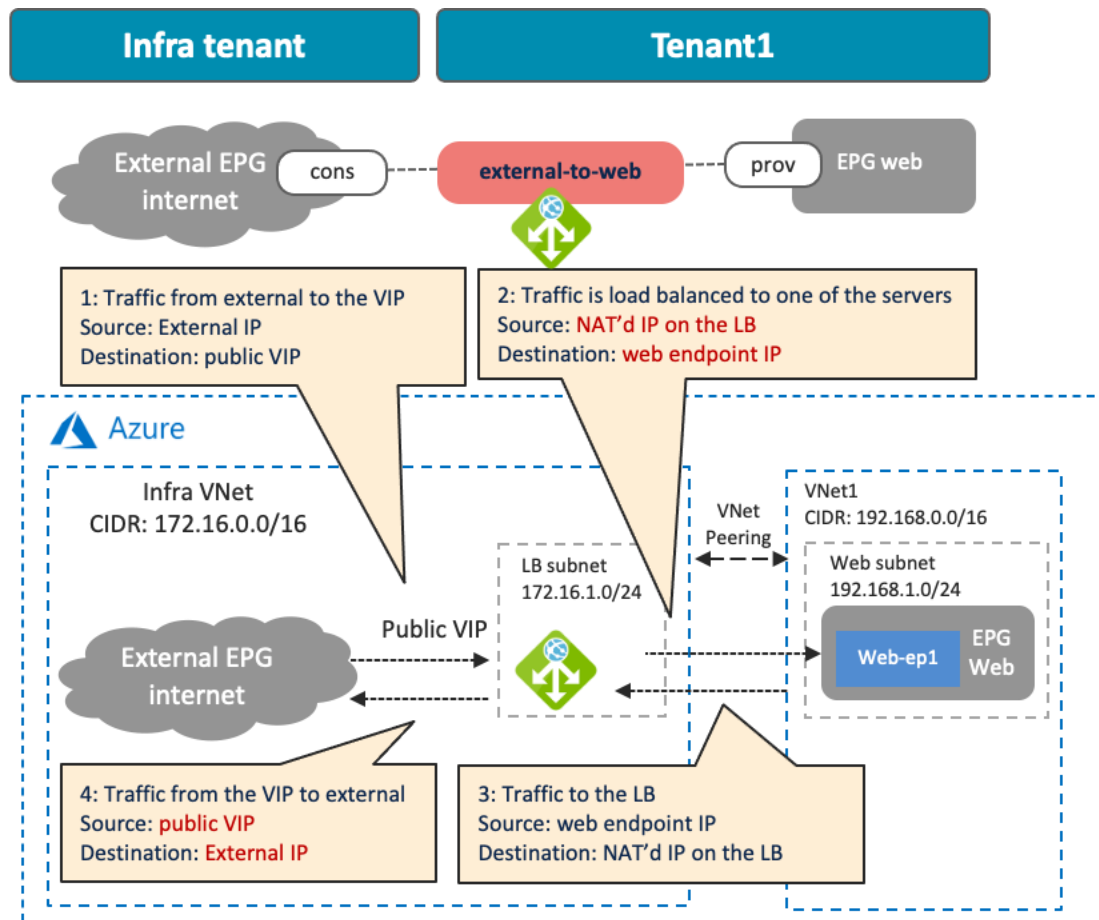 Infra tenant
Tenant1
External EPG
internet
cons
external-to-web
prov
EPG web
1: Traffic from external to the VIP
Source: External IP
Destination: public VIP
2: Traffic is load balanced to one of the servers
Source: NAT’d IP on the LB
Destination: web endpoint IP
Azure
Infra VNet
CIDR: 172.16.0.0/16
VNet
Peering
VNet1
CIDR: 192.168.0.0/16
LB subnet
172.16.1.0/24
Web subnet
192.168.1.0/24
External EPG
internet
Public VIP
Web-ep1
EPG
Web
4: Traffic from the VIP to external
Source: public VIP
Destination: External IP
3: Traffic to the LB
Source: web endpoint IP
Destination: NAT’d IP on the LB